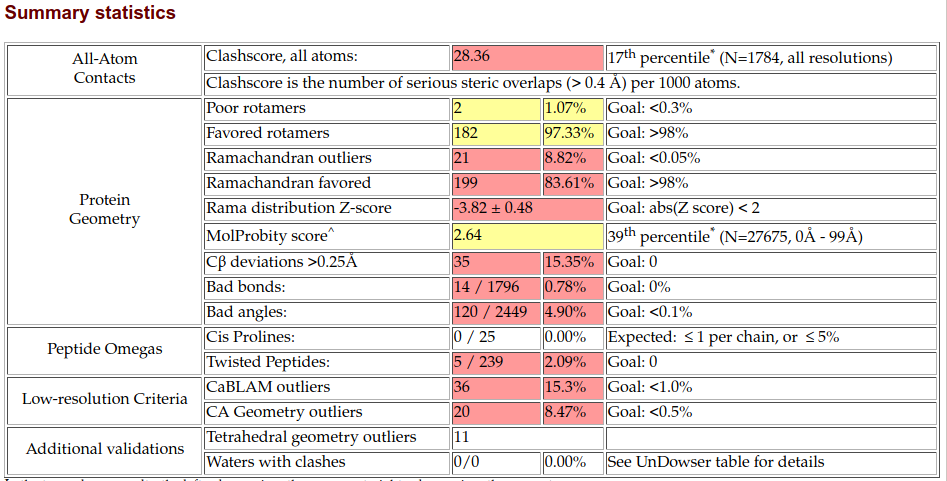 Summary statistics
All-Atom Contacts Clashscore, all atoms: 28.36 17th percentile* (N=1784, all resolutions)
Clashscore is the number of serious steric overlaps (> 0.4 Å) per 1000 atoms.
Protein Geometry Poor rotamers 2 1.07% Goal: <0.3%
Favored rotamers 182 97.33% Goal: >98%
Ramachandran outliers 21 8.82% Goal: <0.05%
Ramachandran favored 199 83.61% Goal: >98%
Rama distribution Z-score -3.82 ± 0.48 Goal: abs(Z score) < 2
MolProbity score^ 2.64 39th percentile* (N=27675, 0Å - 99Å)
Cβ deviations >0.25Å 35 15.35% Goal: 0
Bad bonds: 14 / 1796 0.78% Goal: 0%
Bad angles: 120 / 2449 4.90% Goal: <0.1%
Peptide Omegas Cis Prolines: 0 / 25 0.00% Expected: ≤ 1 per chain, or ≤ 5%
Twisted Peptides: 5 / 239 2.09% Goal: 0
Low-resolution Criteria CaBLAM outliers 36 15.3% Goal: <1.0%
CA Geometry outliers 20 8.47% Goal: <0.5%
Additional validations Tetrahedral geometry outliers 11
Waters with clashes 0/0 0.00% See UnDowser table for details